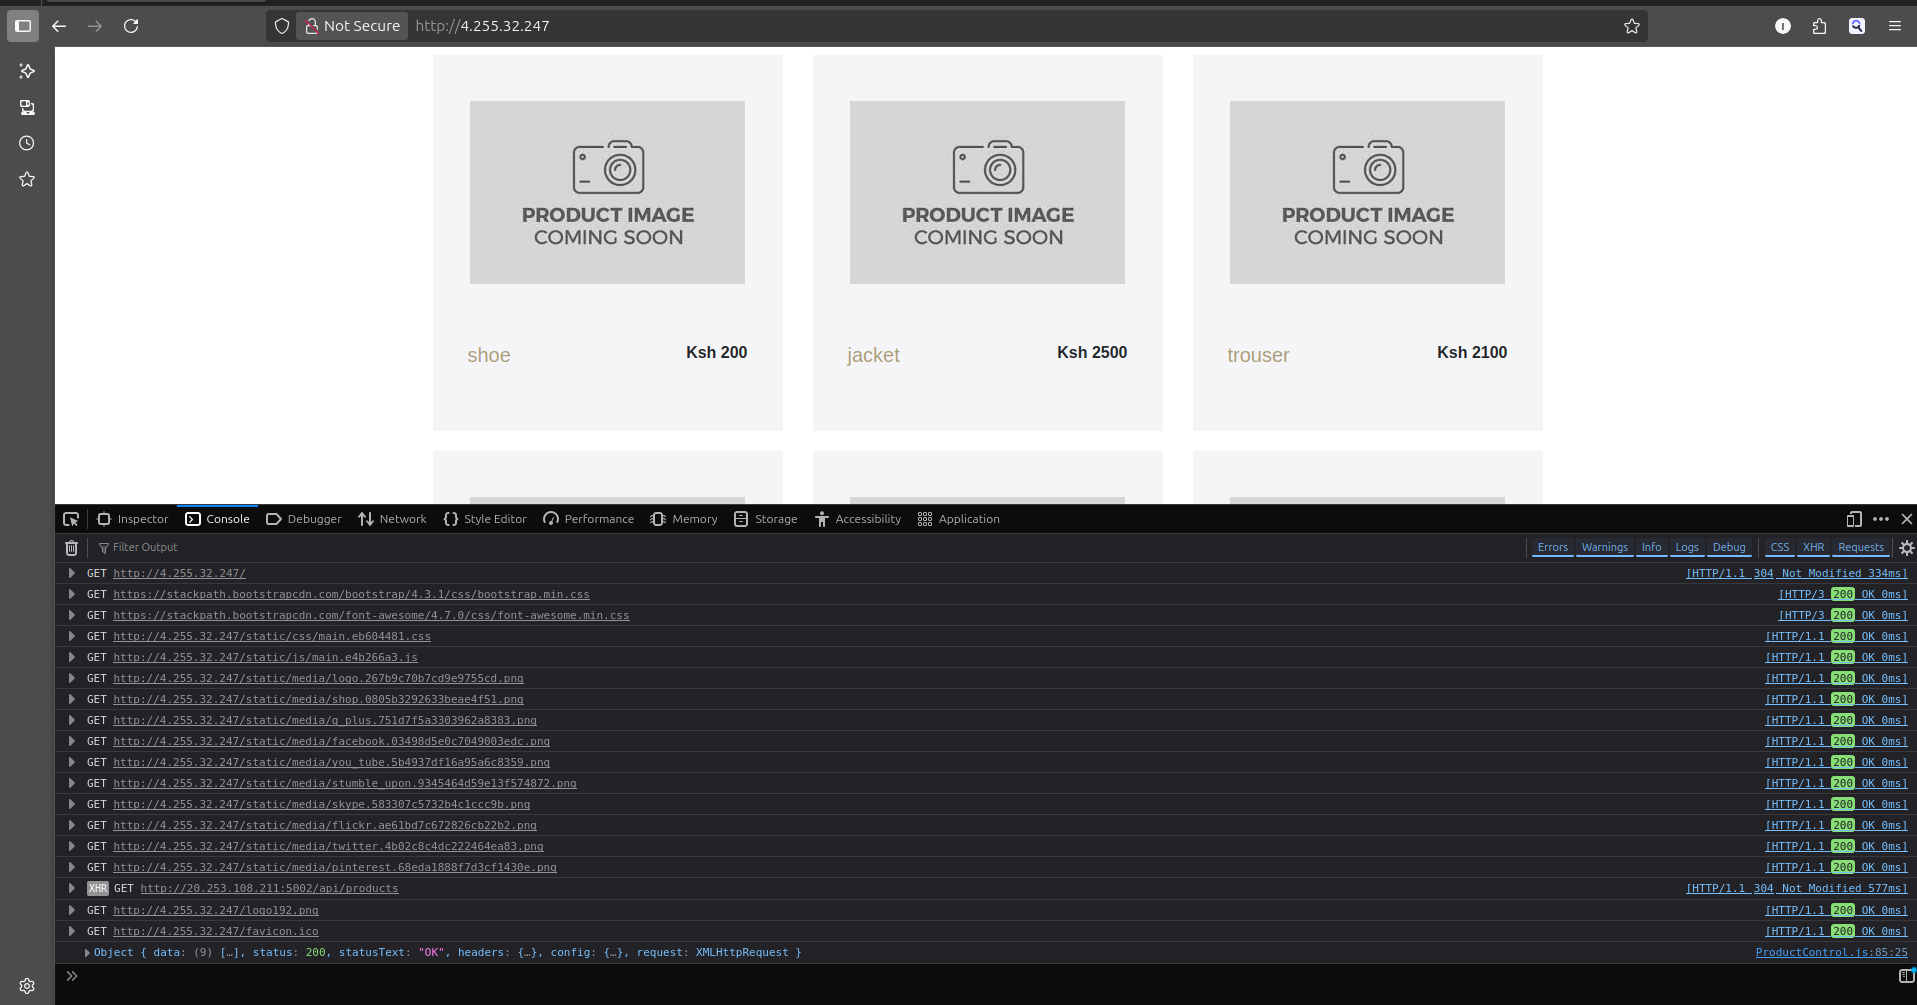 Not Secure http://4.255.32.247
PRODUCT IMAGE
COMING SOON
PRODUCT IMAGE
COMING SOON
PRODUCT IMAGE
COMING SOON
shoe Ksh 200
jacket Ksh 2500
trouser Ksh 2100
Inspector Console Debugger Network Style Editor Performance Memory Storage Accessibility Application
Filter Output Errors Warnings Info Logs Debug CSS XHR Requests
GET http://4.255.32.247/ [HTTP/1.1 304 Not Modified 334ms]
GET https://stackpath.bootstrapcdn.com/bootstrap/4.3.1/css/bootstrap.min.css [HTTP/3 200 OK 0ms]
GET https://stackpath.bootstrapcdn.com/font-awesome/4.7.0/css/font-awesome.min.css [HTTP/3 200 OK 0ms]
GET http://4.255.32.247/static/css/main.eb604481.css [HTTP/1.1 200 OK 0ms]
GET http://4.255.32.247/static/js/main.e4b266a3.js [HTTP/1.1 200 OK 0ms]
GET http://4.255.32.247/static/media/logo.267b9c70b7cd9e9755cd.png [HTTP/1.1 200 OK 0ms]
GET http://4.255.32.247/static/media/shop.0805b3292633beae4f51.png [HTTP/1.1 200 OK 0ms]
GET http://4.255.32.247/static/media/g_plus.751d7f5a3303962a8383.png [HTTP/1.1 200 OK 0ms]
GET http://4.255.32.247/static/media/facebook.03498d5e0c7049003edc.png [HTTP/1.1 200 OK 0ms]
GET http://4.255.32.247/static/media/you_tube.5b4937df16a95a6c8359.png [HTTP/1.1 200 OK 0ms]
GET http://4.255.32.247/static/media/stumble_upon.9345464d59e13f574872.png [HTTP/1.1 200 OK 0ms]
GET http://4.255.32.247/static/media/skype.583307c5732b4c1ccc9b.png [HTTP/1.1 200 OK 0ms]
GET http://4.255.32.247/static/media/flickr.ae61bd7c672826cb22b2.png [HTTP/1.1 200 OK 0ms]
GET http://4.255.32.247/static/media/twitter.4b02c8c4dc222464ea83.png [HTTP/1.1 200 OK 0ms]
GET http://4.255.32.247/static/media/pinterest.68eda1888f7d3cf1430e.png [HTTP/1.1 200 OK 0ms]
XHR GET http://20.253.108.211:5002/api/products [HTTP/1.1 304 Not Modified 577ms]
GET http://4.255.32.247/logo192.png [HTTP/1.1 200 OK 0ms]
GET http://4.255.32.247/favicon.ico [HTTP/1.1 200 OK 0ms]
Object { data: (9) […], status: 200, statusText: "OK", headers: {…}, config: {…}, request: XMLHttpRequest } ProductControl.js:85:25